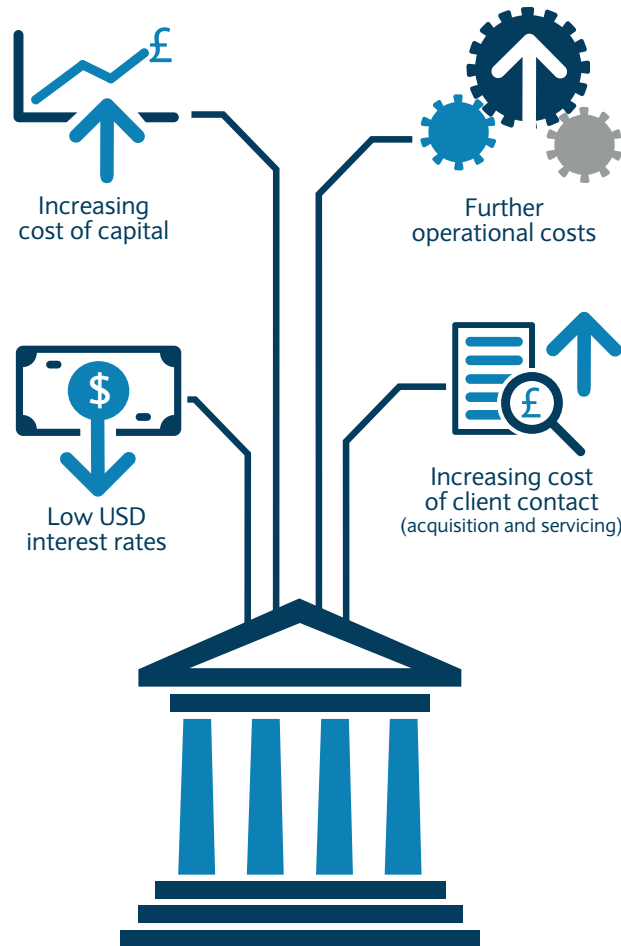 £
Increasing
cost of capital
Further
operational costs
$
Low USD
interest rates
£
Increasing cost
of client contact
(acquisition and servicing)